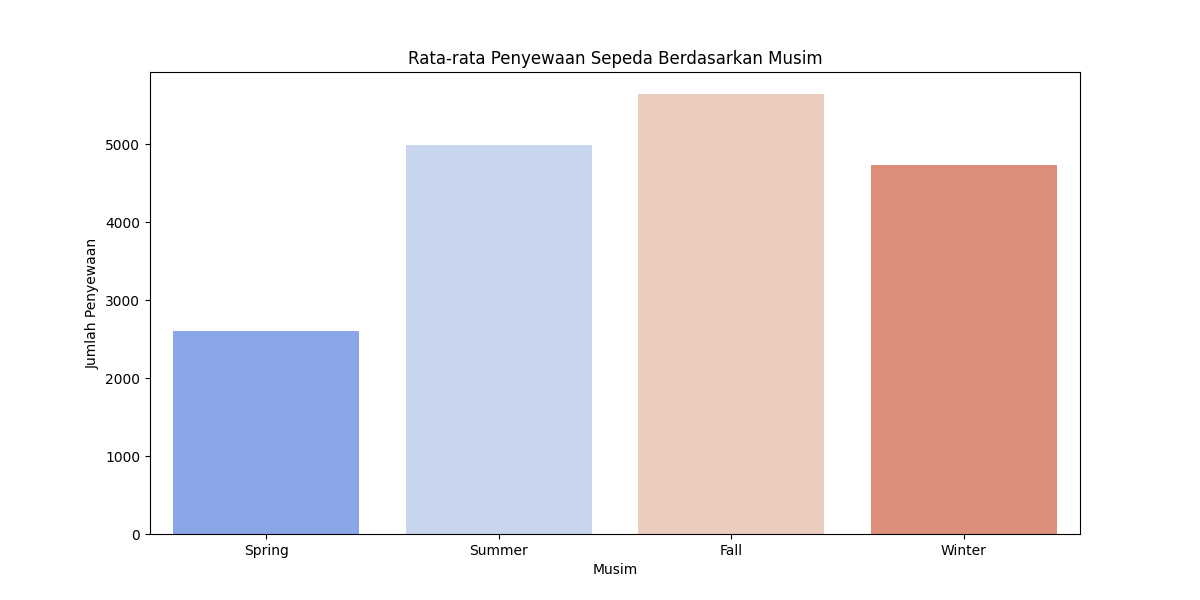 Rata-rata Penyewaan Sepeda Berdasarkan Musim
Jumlah Penyewaan
5000
4000
3000
2000
1000
0
Spring Summer Fall Winter
Musim